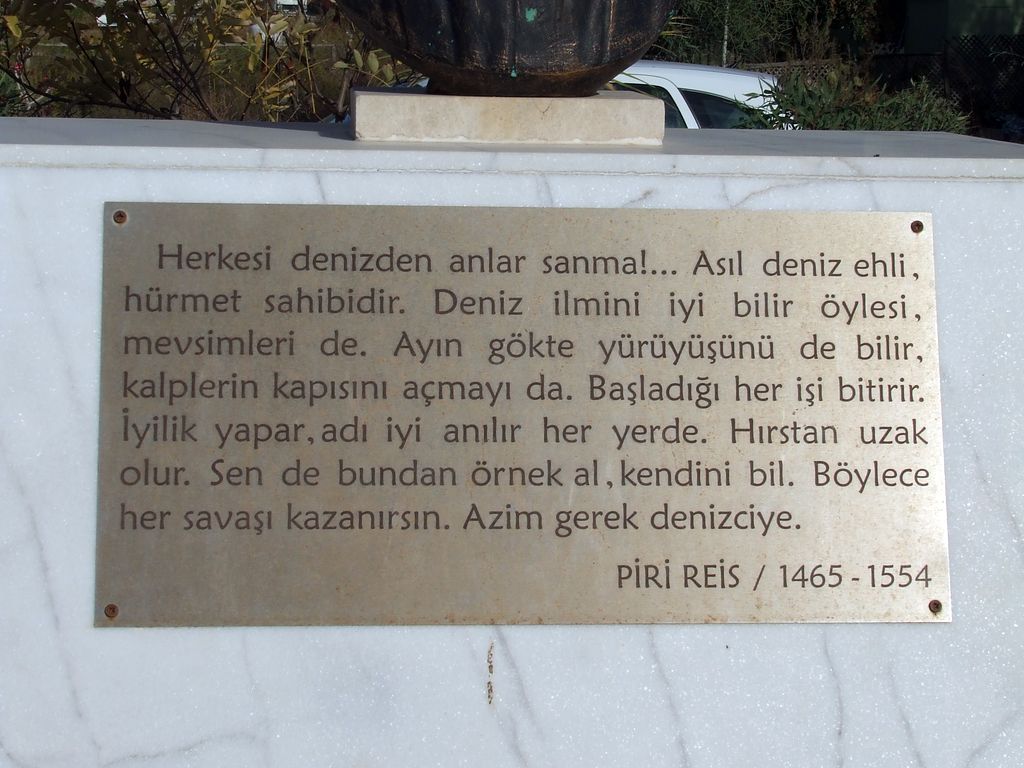 Herkesi denizden anlar sanma!... Asıl deniz ehli,
hürmet sahibidir. Deniz ilmini iyi bilir öylesi,
mevsimleri de. Ayın gökte yürüyüşünü de bilir,
kalplerin kapısını açmayı da. Başladığı her işi bitirir.
İyilik yapar, adı iyi anılır her yerde. Hırstan uzak
olur. Sen de bundan örnek al, kendini bil. Böylece
her savaşı kazanırsın. Azim gerek denizciye.
PİRİ REİS / 1465 - 1554